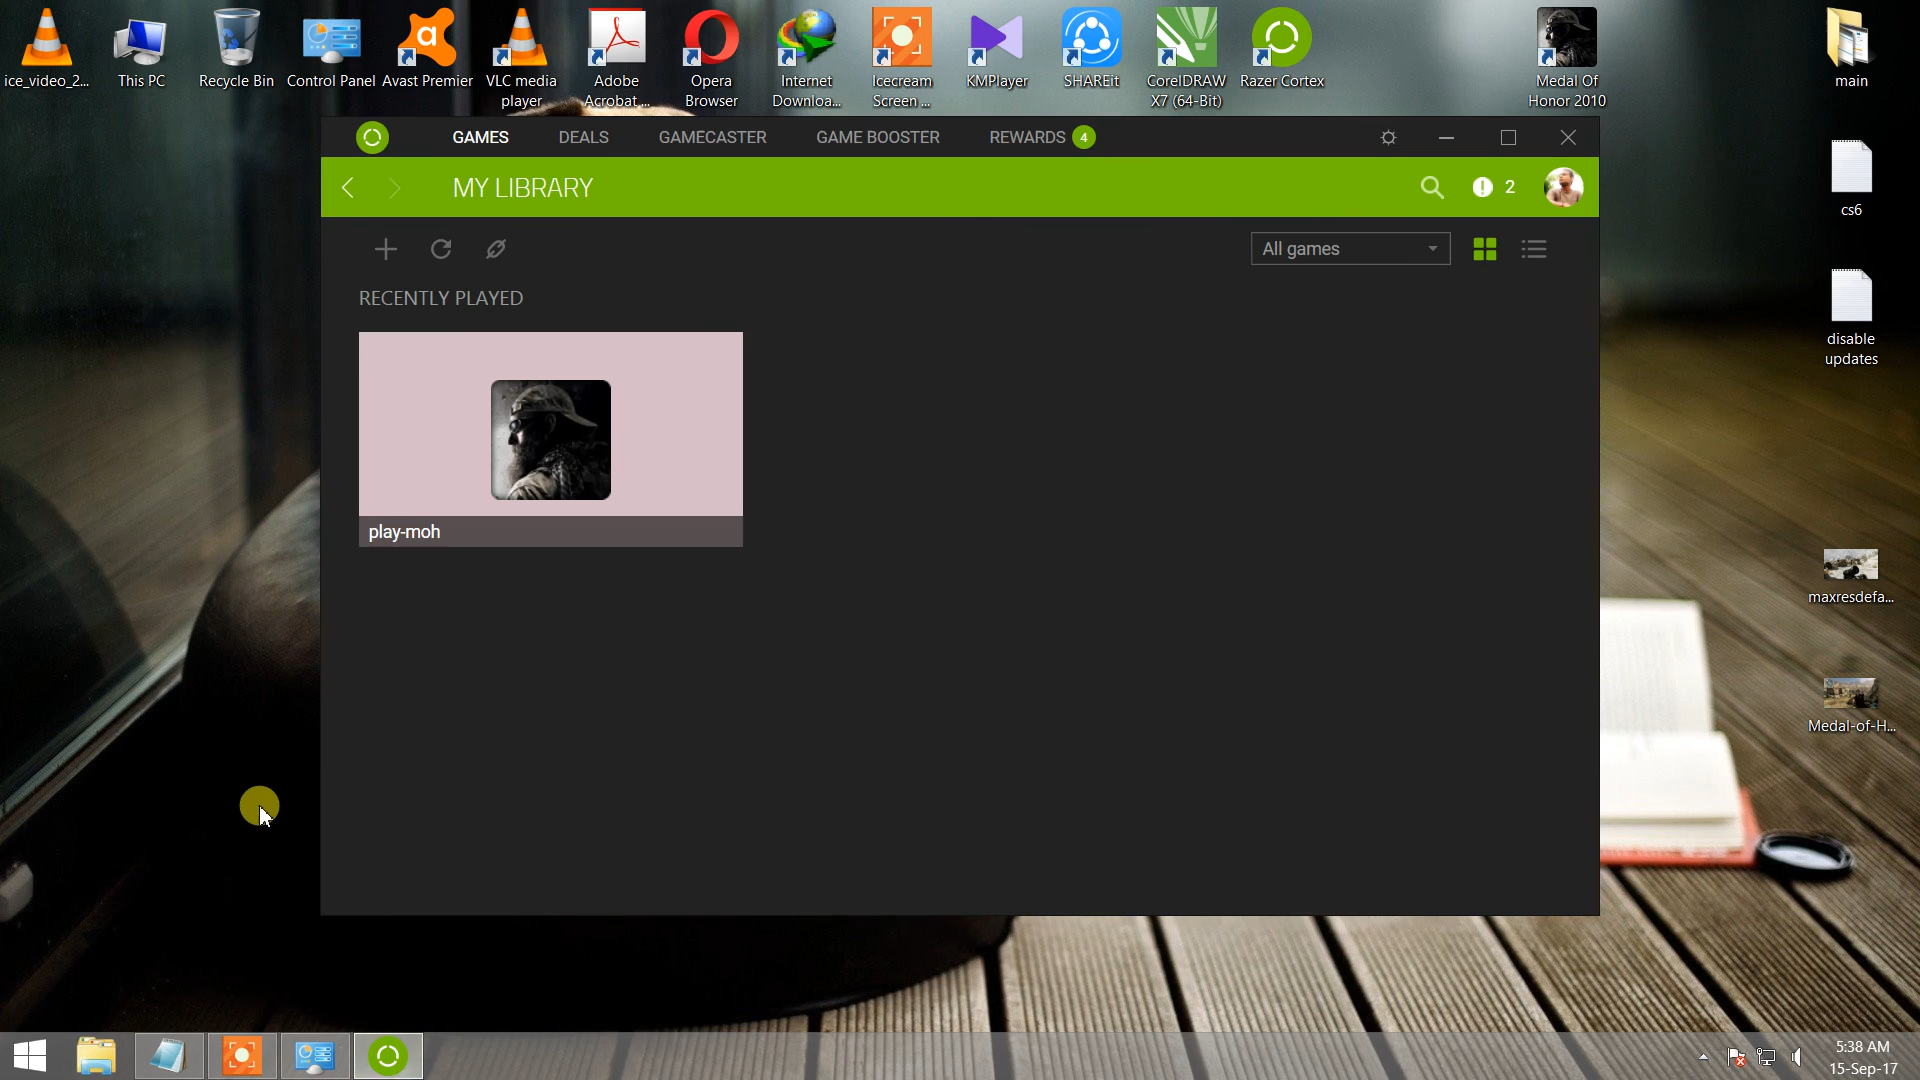 ice_video_2...
This PC
Recycle Bin
Control Panel
Avast Premier
VLC media
player
Adobe
Acrobat ...
Opera
Browser
Internet
Downloa...
Icecream
Screen ...
KMPlayer
SHAREit
CorelDRAW
X7 (64-Bit)
Razer Cortex
Medal Of
Honor 2010
main
GAMES
DEALS
GAMECASTER
GAME BOOSTER
REWARDS 4
MY LIBRARY
2
cs6
All games
RECENTLY PLAYED
disable
updates
play-moh
maxresdefa...
Medal-of-H...
5:38 AM
15-Sep-17